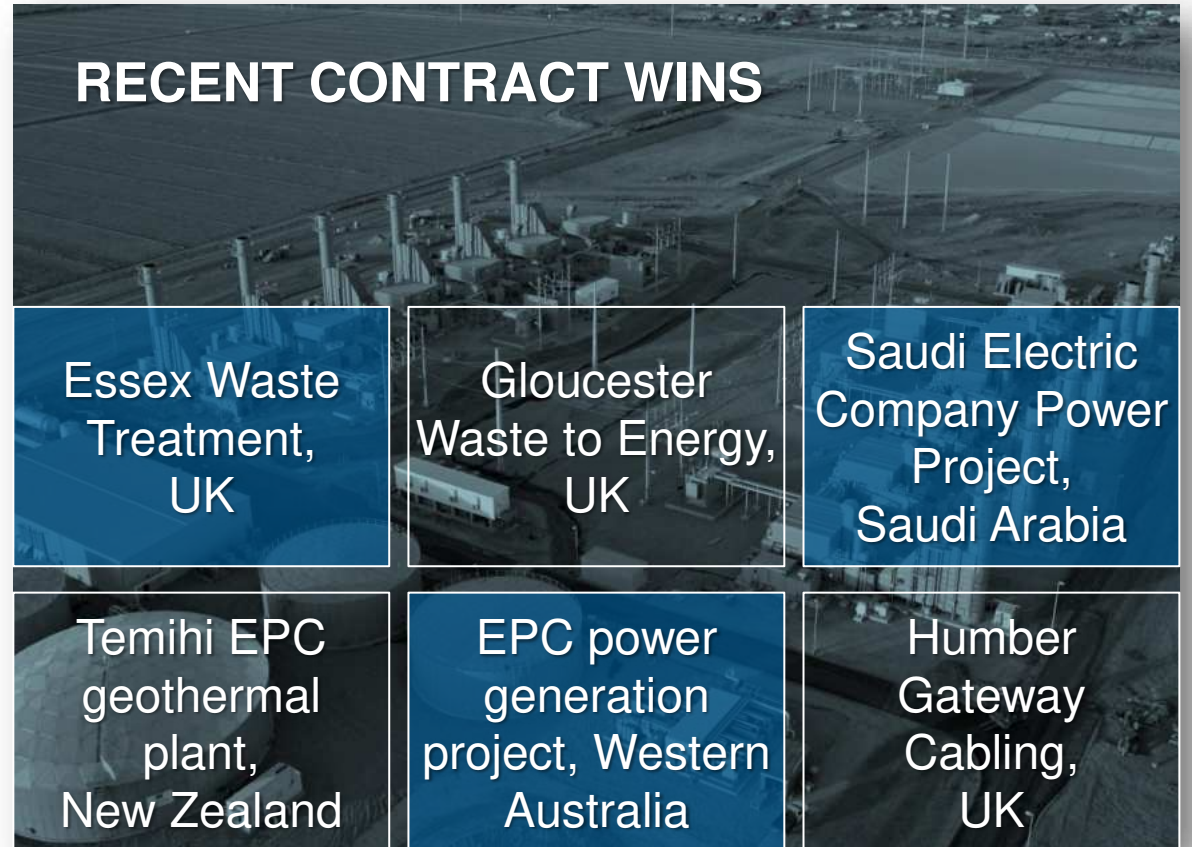 RECENT CONTRACT WINS
Essex Waste
Treatment,
UK
Gloucester
Waste to Energy,
UK
Saudi Electric
Company Power
Project,
Saudi Arabia
Temihi EPC
geothermal
plant,
New Zealand
EPC power
generation
project, Western
Australia
Humber
Gateway
Cabling,
UK